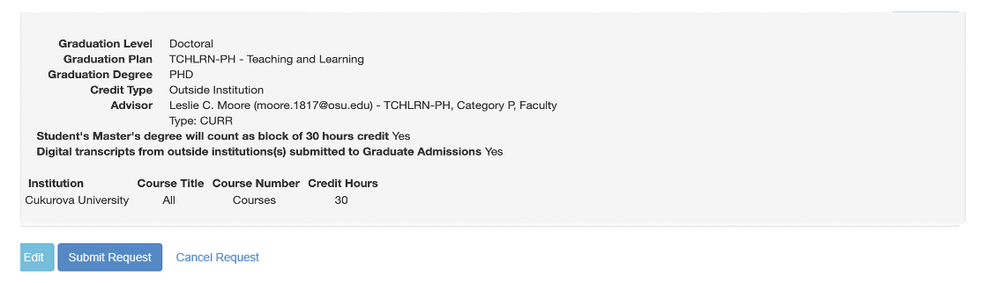 Graduation Level Doctoral
Graduation Plan TCHLRN-PH - Teaching and Learning
Graduation Degree PHD
Credit Type Outside Institution
Advisor Leslie C. Moore (moore.1817@osu.edu) - TCHLRN-PH, Category P, Faculty
Type: CURR
Student's Master's degree will count as block of 30 hours credit Yes
Digital transcripts from outside institutions(s) submitted to Graduate Admissions Yes
Institution Course Title Course Number Credit Hours
Cukurova University All Courses 30
Edit Submit Request Cancel Request